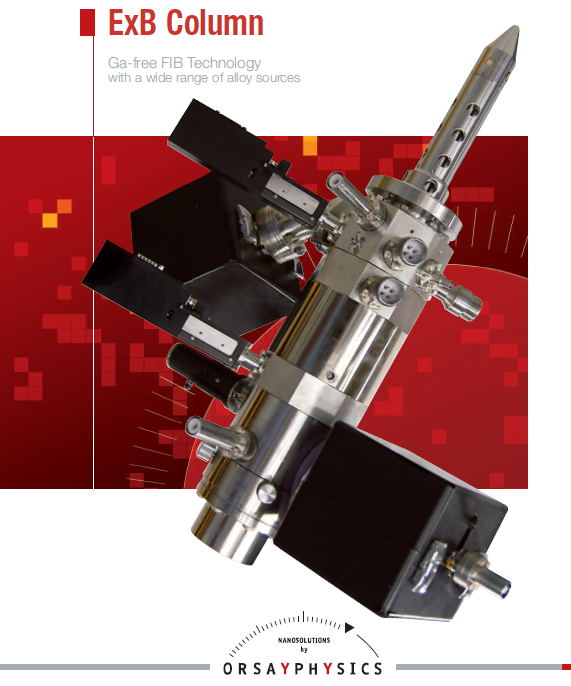 ExB Column
Ga-free FIB Technology
with a wide range of alloy sources
NANOSOLUTIONS
by
ORSAYPHYSICS